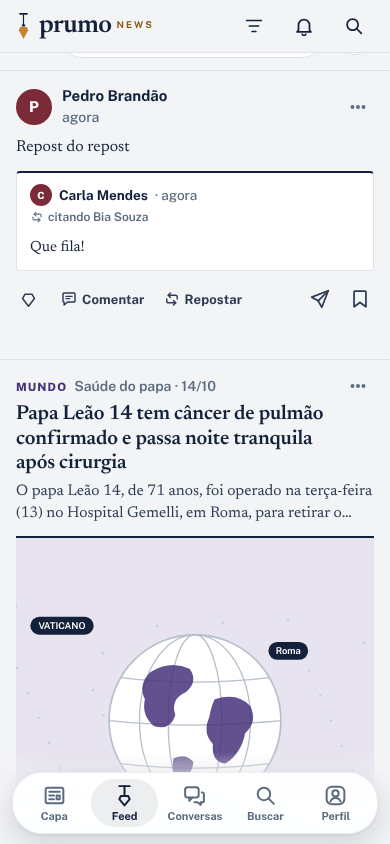 prumo NEWS
P
Pedro Brandão
agora
Repost do repost
C
Carla Mendes · agora
citando Bia Souza
Que fila!
Comentar
Repostar
MUNDO Saúde do papa · 14/10
Papa Leão 14 tem câncer de pulmão
confirmado e passa noite tranquila
após cirurgia
O papa Leão 14, de 71 anos, foi operado na terça-feira
(13) no Hospital Gemelli, em Roma, para retirar o…
VATICANO
Roma
Capa
Feed
Conversas
Buscar
Perfil